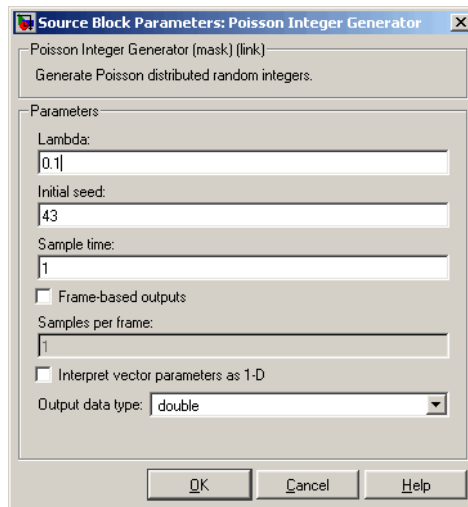 Source Block Parameters: Poisson Integer Generator
Poisson Integer Generator (mask) (link)
Generate Poisson distributed random integers.
Parameters
Lambda:
0.1
Initial seed:
43
Sample time:
1
Frame-based outputs
Samples per frame:
1
Interpret vector parameters as 1-D
Output data type: double
OK Cancel Help